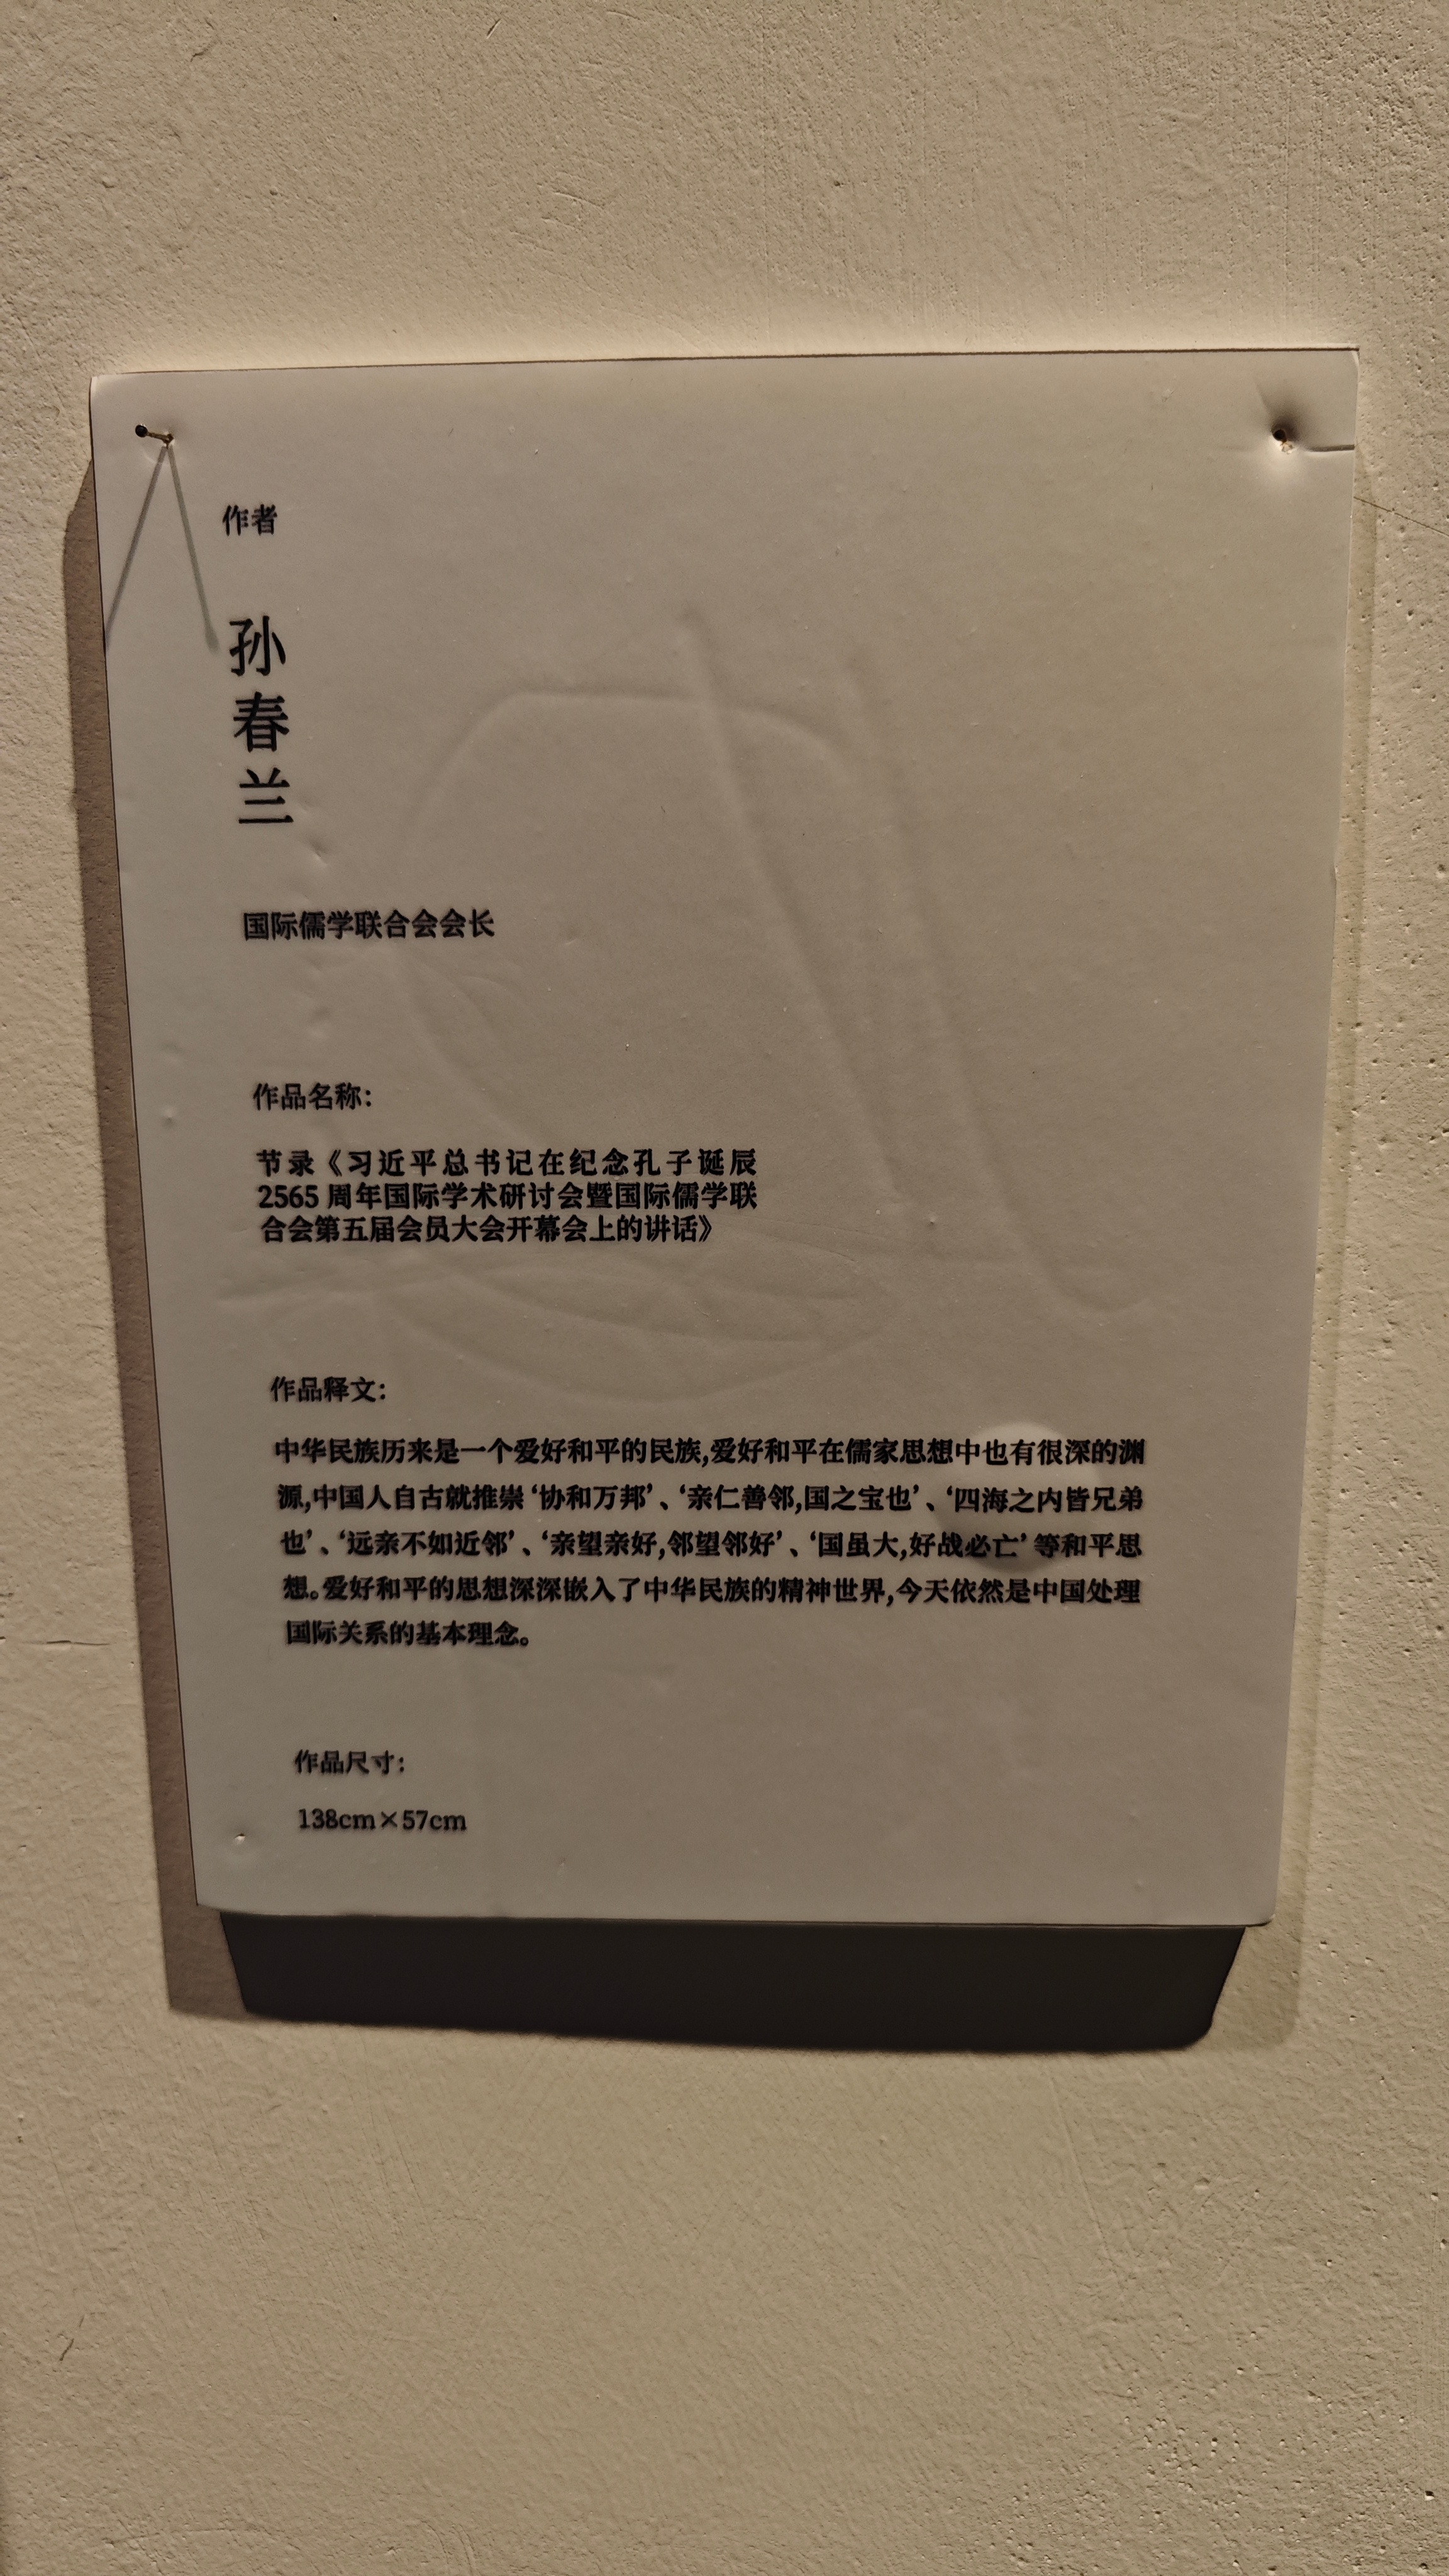 作者
孙春兰
国际儒学联合会会长
作品名称：
节录《习近平总书记在纪念孔子诞辰
2565 周年国际学术研讨会暨国际儒学联
合会第五届会员大会开幕会上的讲话》
作品释文：
中华民族历来是一个爱好和平的民族,爱好和平在儒家思想中也有很深的渊
源,中国人自古就推崇‘协和万邦’、‘亲仁善邻,国之宝也’、‘四海之内皆兄弟
也’、‘远亲不如近邻’、‘亲望亲好,邻望邻好’、‘国虽大,好战必亡’等和平思
想。爱好和平的思想深深嵌入了中华民族的精神世界,今天依然是中国处理
国际关系的基本理念。
作品尺寸：
138cm×57cm